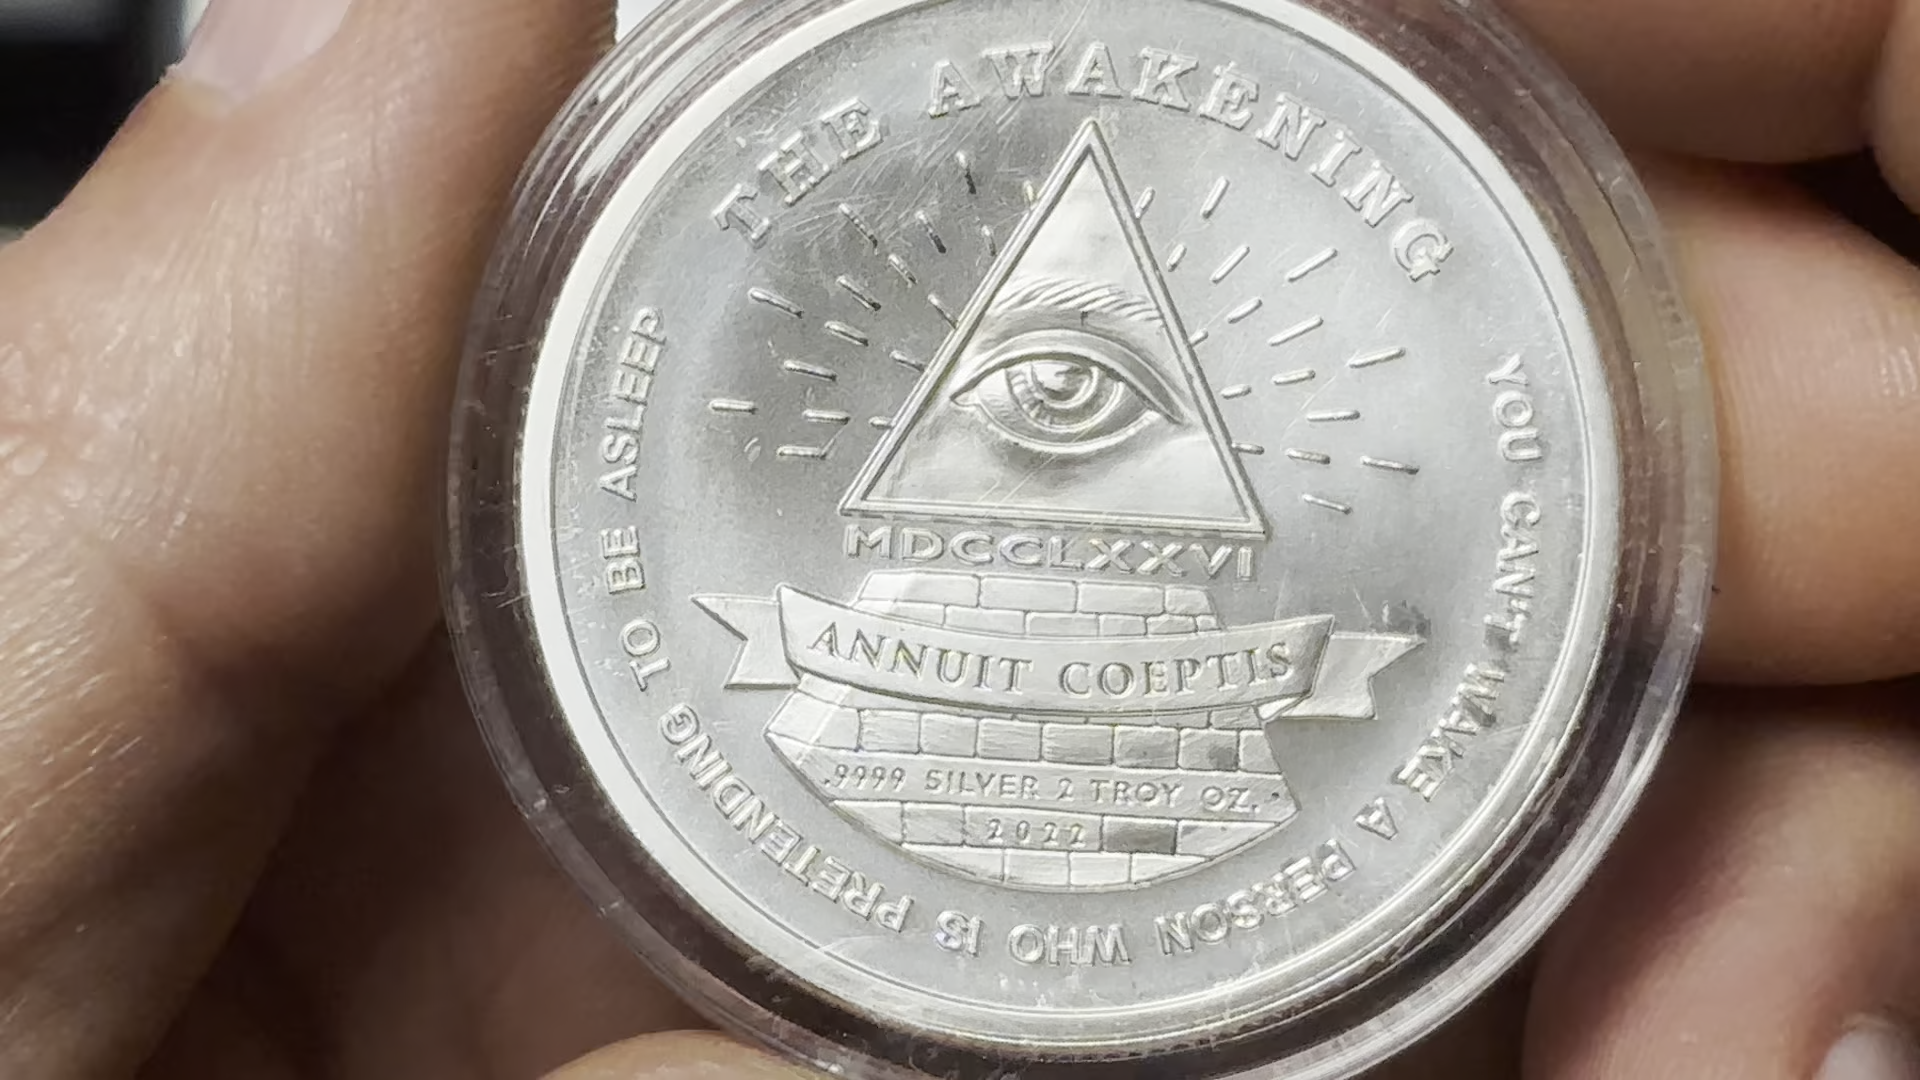 THE AWAKENING
MDCCLXXVI
ANNUIT COEPTIS
.9999 SILVER 2 TROY OZ.
2022
YOU CAN'T WAKE A PERSON WHO IS PRETENDING TO BE ASLEEP